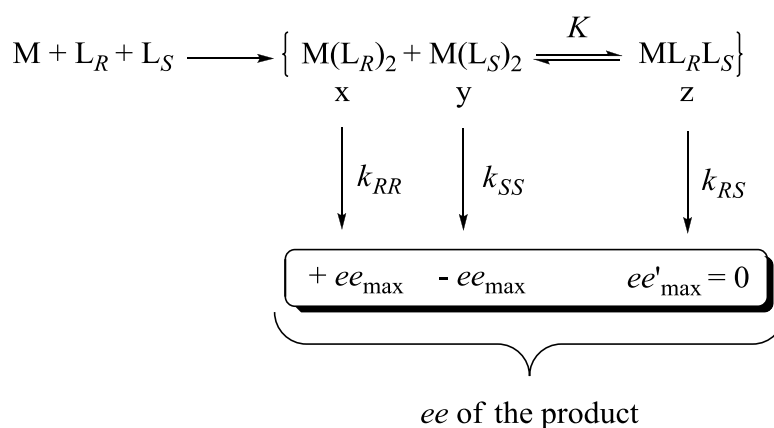 K
M + L_R + L_S { M(L_R)_2 + M(L_S)_2 ML_RL_S}
x y z
k_RR k_SS k_RS
+ ee_max - ee_max ee'_max = 0
ee of the product